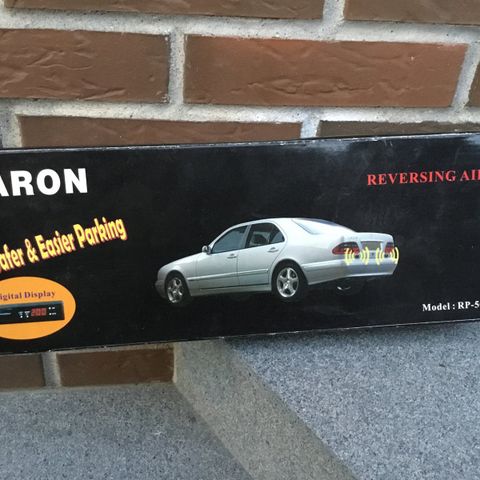 ARON
REVERSING AI
afer & Easier Parking
igital Display
Model : RP-5